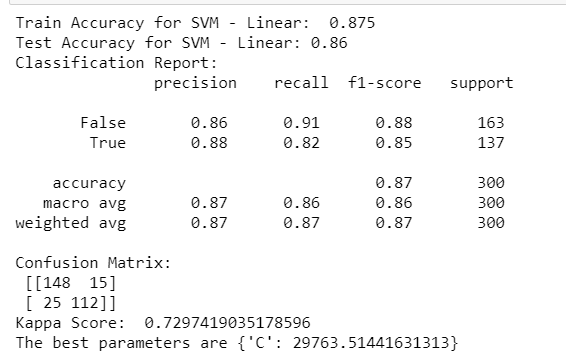 Train Accuracy for SVM - Linear:  0.875
Test Accuracy for SVM - Linear: 0.86
Classification Report:
              precision    recall  f1-score   support

       False       0.86      0.91      0.88       163
        True       0.88      0.82      0.85       137

    accuracy                           0.87       300
   macro avg       0.87      0.86      0.86       300
weighted avg       0.87      0.87      0.87       300

Confusion Matrix:
 [[148  15]
 [ 25 112]]
Kappa Score:  0.7297419035178596
The best parameters are {'C': 29763.51441631313}